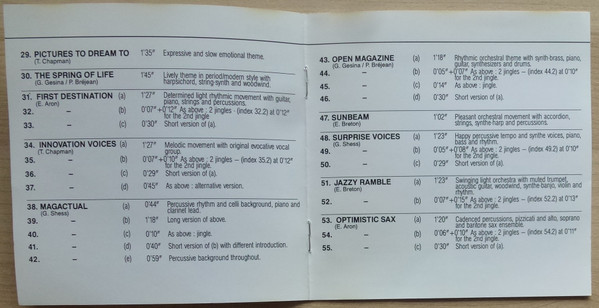 29. PICTURES TO DREAM TO 1'35" Expressive and slow emotional theme.
(T. Chapman)
30. THE SPRING OF LIFE 1'45" Lively theme in period/modern style with
(G. Gesina / P. Bréjean) harpsichord, string-synth and woodwind.
31. FIRST DESTINATION (a) 1'27" Determined light rhythmic movement with guitar,
(E. Aron) piano, strings and percussions.
32. – (b) 0'07"+0'12" As above : 2 jingles - (index 32.2) at 0'12"
for the 2nd jingle
33. – (c) 0'30" Short version of (a).
34. INNOVATION VOICES (a) 1'27" Melodic movement with original evocative vocal
(T. Chapman) group.
35. – (b) 0'07"+0'10" As above : 2 jingles – (index 35.2) at 0'12"
for the 2nd jingle.
36. – (c) 0'29" Short version of (a).
37. – (d) 0'45" As above : alternative version.
38. MAGACTUAL (a) 0'44" Percussive rhythm and celli background, piano and
(G. Shess) clarinet lead.
39. – (b) 1'18" Long version of above.
40. – (c) 0'10" As above : jingle.
41. – (d) 0'40" Short version of (b) with different introduction.
42. – (e) 0'59" Percussive background throughout.
43. OPEN MAGAZINE (a) 1'18" Rhythmic orchestral theme with synth-brass, piano,
(G. Gesina / P. Bréjean) guitar, synthesizers and drums.
44. – (b) 0'05"+0'07" As above : 2 jingles – (index 44.2) at 0'10"
for the 2nd jingle.
45. – (c) 0'14" As above : jingle.
46. – (d) 0'30" Short version of (a).
47. SUNBEAM 1'02" Pleasant orchestral movement with accordion,
(E. Breton) strings, synthe-harp and percussions.
48. SURPRISE VOICES (a) 1'23" Happy percussive tempo and synthe voices, piano,
(G. Shess) bass and rhythm.
49. – (b) 0'05"+0'08" As above : 2 jingles – (index 49.2) at 0'10"
for the 2nd jingle.
50. – (c) 0'29" Short version of (a).
51. JAZZY RAMBLE (a) 1'23" Swinging light orchestra with muted trumpet,
(E. Breton) acoustic guitar, woodwind, synthe-banjo, violin and
rhythm.
52. – (b) 0'07"+0'15" As above : 2 jingles – (index 52.2) at 0'13"
for the 2nd jingle.
53. OPTIMISTIC SAX (a) 1'20" Cadenced percussions, pizzicati and alto, soprano
(E. Aron) and baritone sax ensemble.
54. – (b) 0'06"+0'10" As above : 2 jingles – (index 54.2) at 0'11"
for the 2nd jingle.
55. – (c) 0'30" Short version of (a).